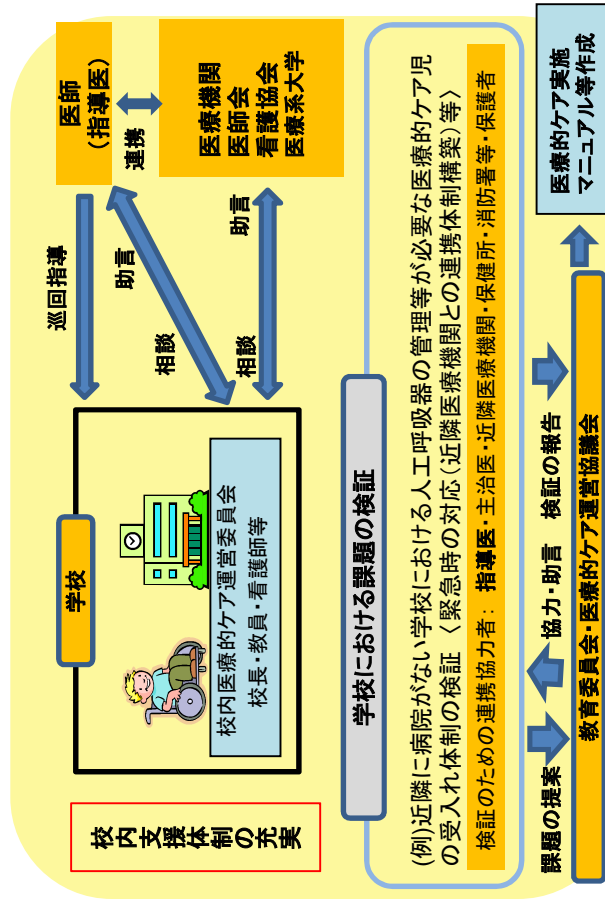 校内支援体制の充実
学校
校内医療的ケア運営委員会
校長・教員・看護師等
巡回指導
助言
相談
相談
助言
医師
(指導医)
連携
医療機関
医師会
看護協会
医療系大学
学校における課題の検証
(例)近隣に病院がない学校における人工呼吸器の管理等が必要な医療的ケア児
の受入れ体制の検証 〈 緊急時の対応(近隣医療機関との連携体制構築)等〉
検証のための連携協力者： 指導医・主治医・近隣医療機関・保健所・消防署等・保護者
課題の提案
協力・助言
検証の報告
教育委員会・医療的ケア運営協議会
医療的ケア実施
マニュアル等作成